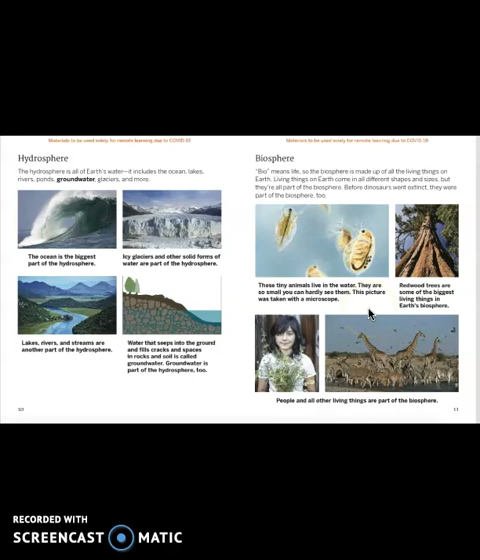 Materials to be used solely for remote learning due to COVID-19
Hydrosphere
The hydrosphere is all of Earth's water—it includes the ocean, lakes,
rivers, ponds, groundwater, glaciers, and more.
The ocean is the biggest
part of the hydrosphere.
Icy glaciers and other solid forms of
water are part of the hydrosphere.
Lakes, rivers, and streams are
another part of the hydrosphere.
Water that seeps into the ground
and fills cracks and spaces
in rocks and soil is called
groundwater. Groundwater is
part of the hydrosphere, too.
10
Materials to be used solely for remote learning due to COVID-19
Biosphere
"Bio" means life, so the biosphere is made up of all the living things on
Earth. Living things on Earth come in all different shapes and sizes, but
they're all part of the biosphere. Before dinosaurs went extinct, they were
part of the biosphere, too.
These tiny animals live in the water. They are
so small you can hardly see them. This picture
was taken with a microscope.
Redwood trees are
some of the biggest
living things in
Earth's biosphere.
People and all other living things are part of the biosphere.
11
RECORDED WITH
SCREENCAST MATIC